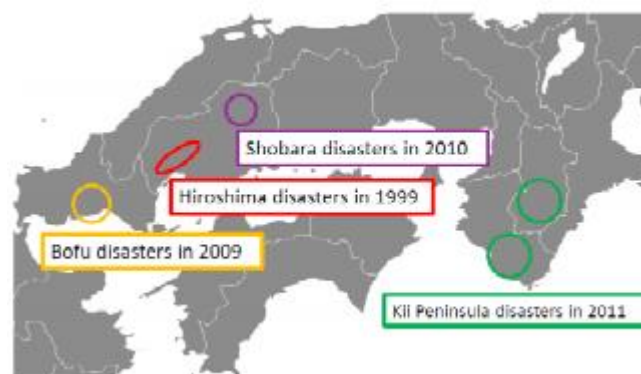 Shobara disasters in 2010
Hiroshima disasters in 1999
Bofu disasters in 2009
Kii Peninsula disasters in 2011